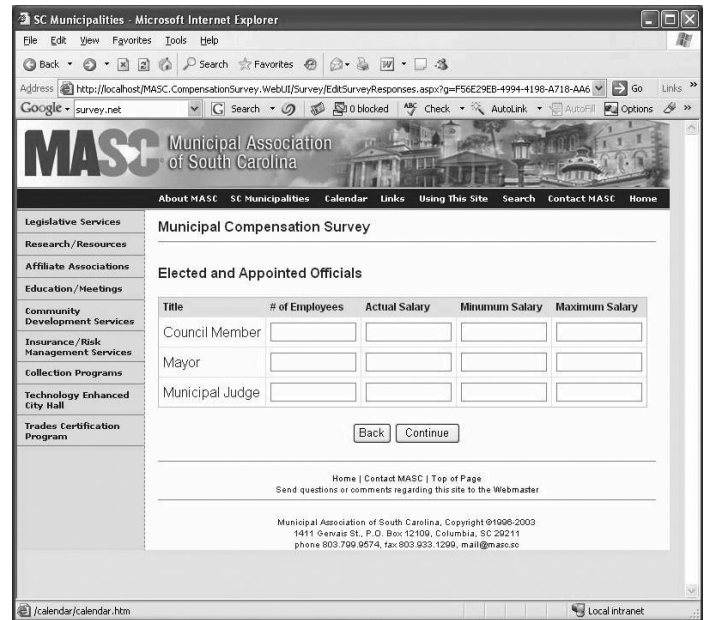 SC Municipalities - Microsoft Internet Explorer
File Edit View Favorites Tools Help
Back Search Favorites
Address http://localhost/MASC.CompensationSurvey.WebUI/Survey/EditSurveyResponses.aspx?g=F56E29EB-4994-4198-A718-AA6 Go Links »
Google survey.net Search 0 blocked Check AutoLink AutoFill Options »
MASC Municipal Association
of South Carolina
About MASC SC Municipalities Calendar Links Using This Site Search Contact MASC Home
Legislative Services
Research/Resources
Affiliate Associations
Education/Meetings
Community
Development Services
Insurance/Risk
Management Services
Collection Programs
Technology Enhanced
City Hall
Trades Certification
Program
Municipal Compensation Survey
Elected and Appointed Officials
Title # of Employees Actual Salary Minumum Salary Maximum Salary
Council Member
Mayor
Municipal Judge
Back Continue
Home | Contact MASC | Top of Page
Send questions or comments regarding this site to the Webmaster
Municipal Association of South Carolina, Copyright ©1996-2003
1411 Gervais St., P.O. Box 12109, Columbia, SC 29211
phone 803.799.9574, fax 803.933.1299, mail@masc.sc
/calendar/calendar.htm Local intranet